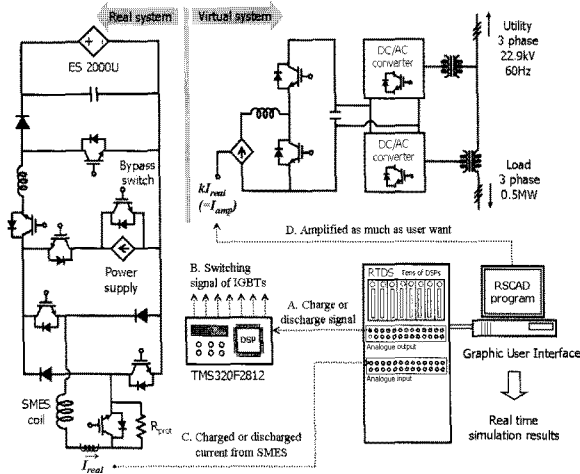 Real system
Virtual system
ES 2000U
Bypass
switch
Power
supply
SMES
coil
R_prot
I_real
kI_real
(=I_amp)
DC/AC
converter
DC/AC
converter
Utility
3 phase
22.9kV
60Hz
Load
3 phase
0.5MW
D. Amplified as much as user want
B. Switching
signal of IGBTs
A. Charge or
discharge signal
DSP
TMS320F2812
C. Charged or discharged
current from SMES
RTDS
Tens of DSPs
Analogue output
Analogue input
RSCAD
program
Graphic User Interface
Real time
simulation results